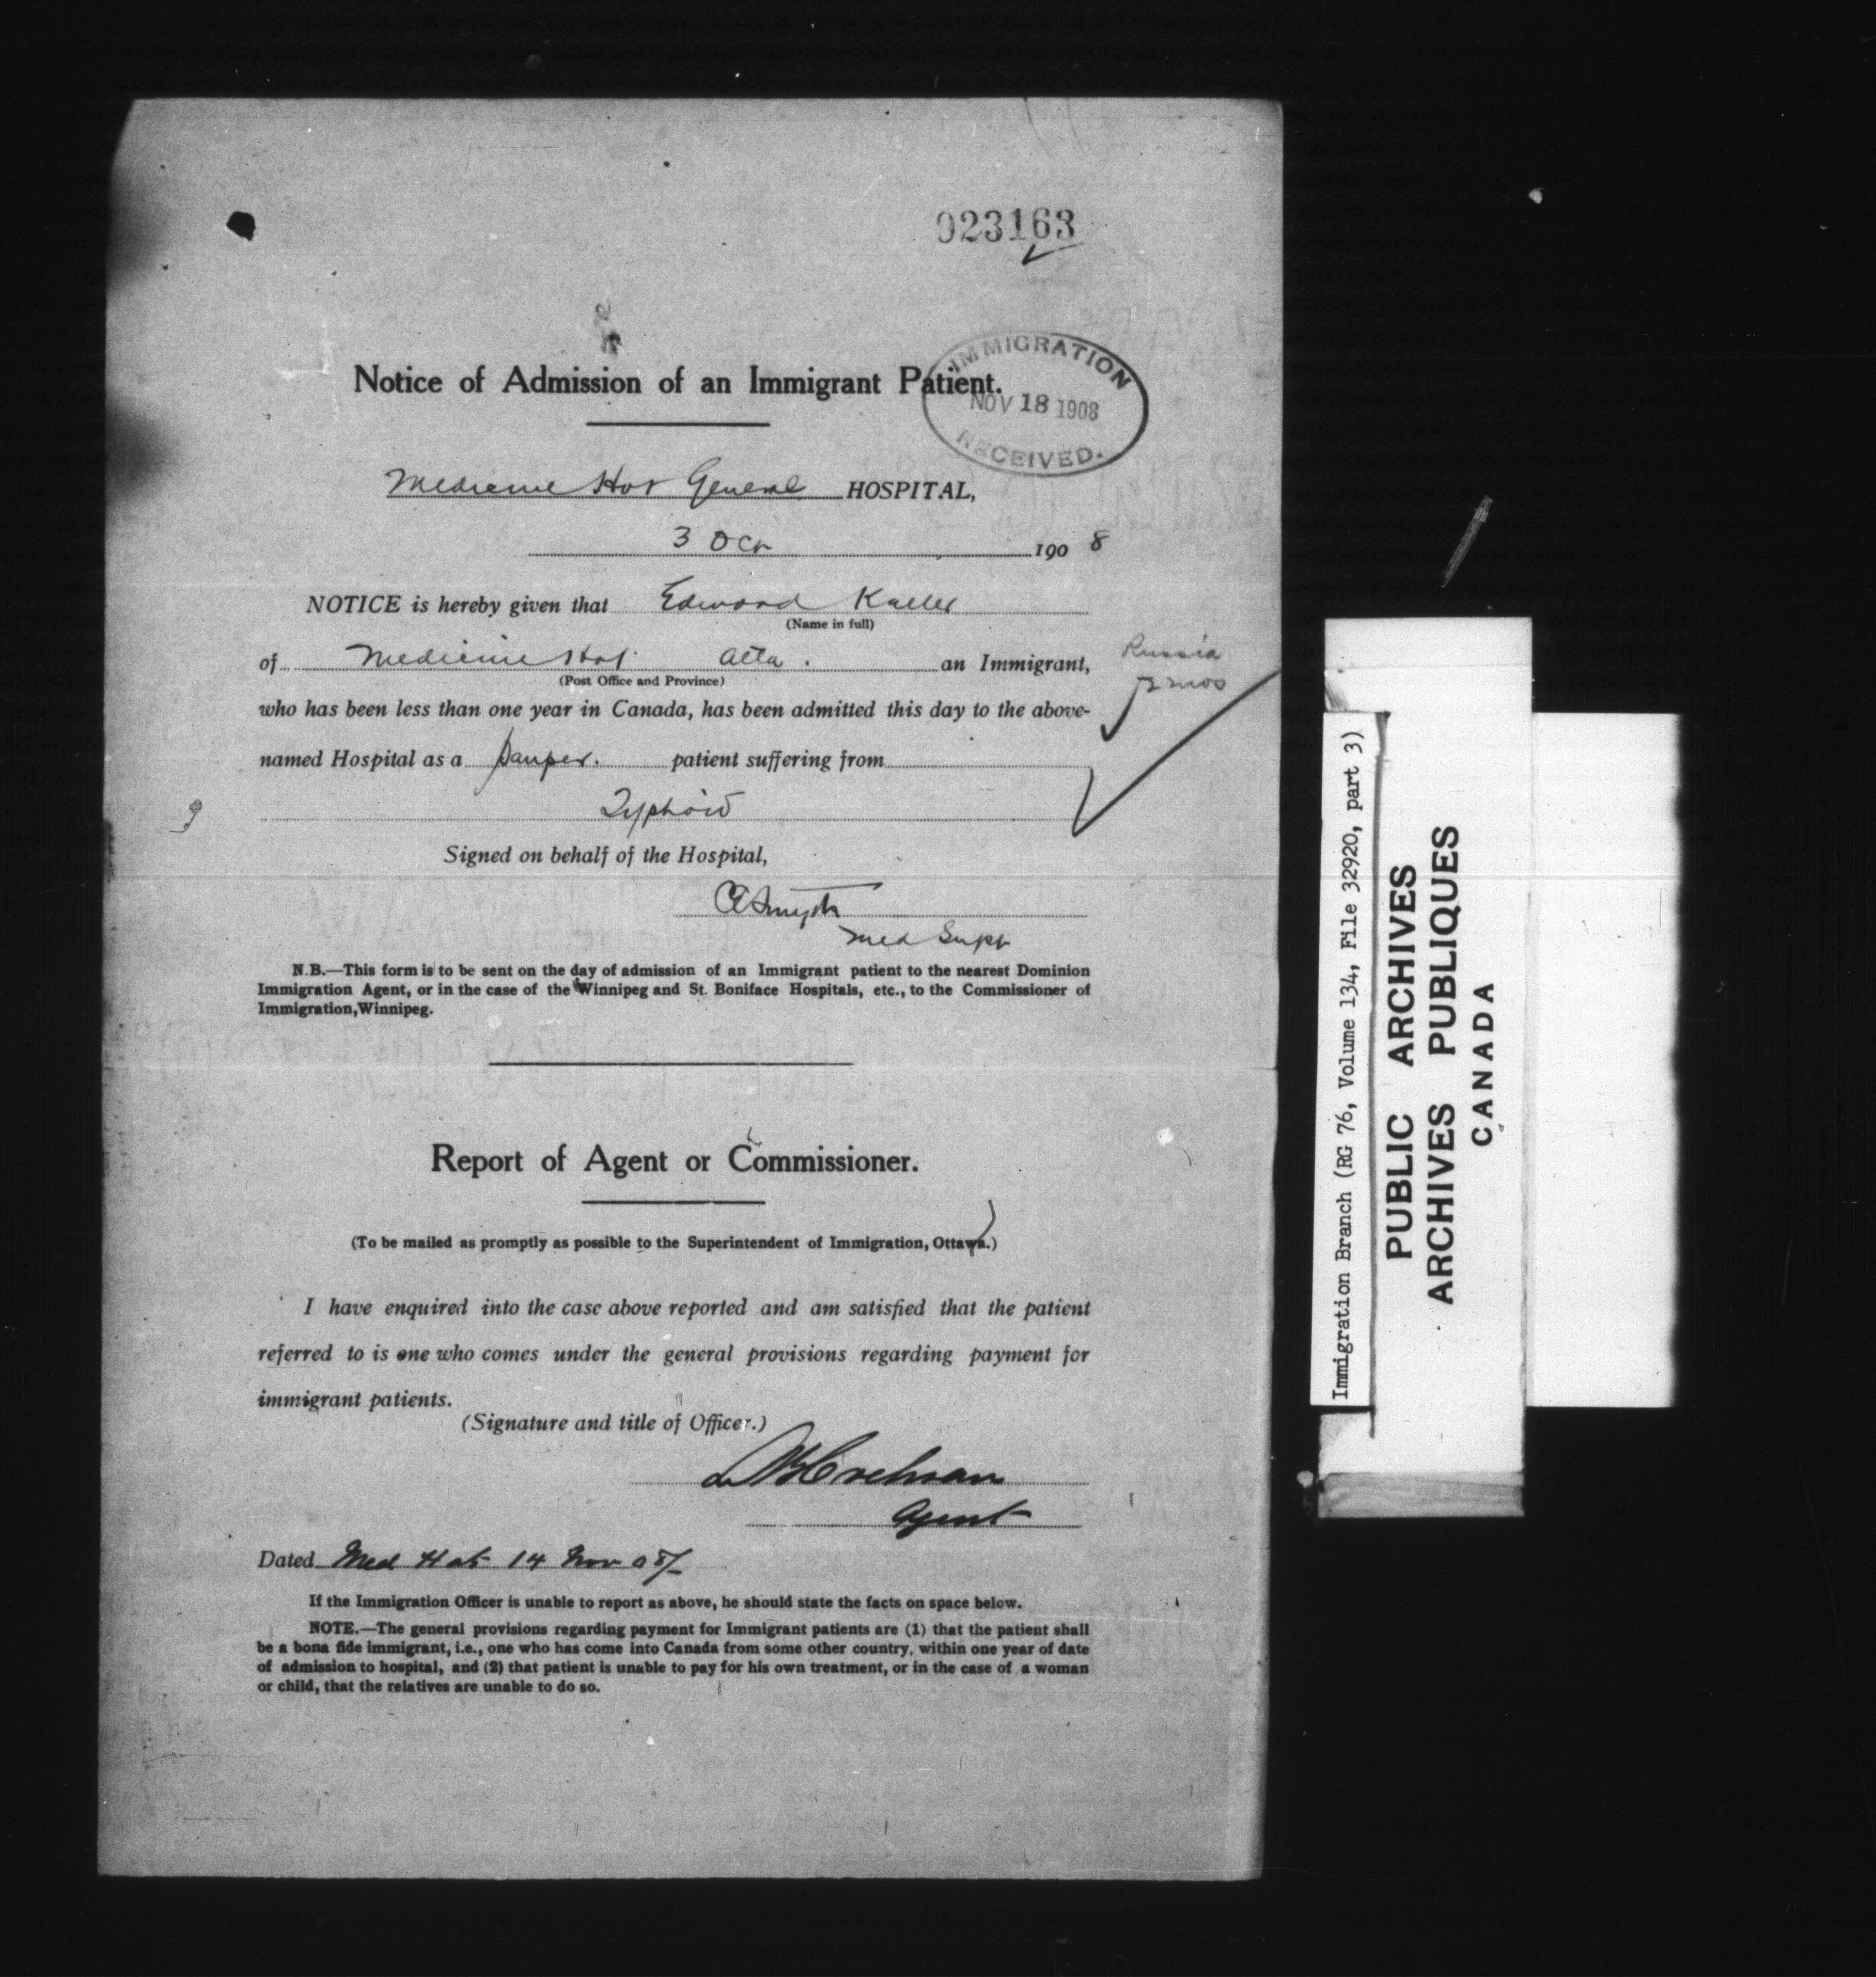 023163
Notice of Admission of an Immigrant Patient.
IMMIGRATION
NOV 18 1908
RECEIVED.
Medicine Hat General HOSPITAL,
3 Oct 1908
NOTICE is hereby given that Edward
(Name in full)
of Medicine Hat Alta. an Immigrant,
Russia
mos
(Post Office and Province)
who has been less than one year in Canada, has been admitted this day to the above-
named Hospital as a pauper. patient suffering from
Typhoid
Signed on behalf of the Hospital,
C E Smyth
Med Supt
N.B.—This form is to be sent on the day of admission of an Immigrant patient to the nearest Dominion
Immigration Agent, or in the case of the Winnipeg and St. Boniface Hospitals, etc., to the Commissioner of
Immigration, Winnipeg.
Report of Agent or Commissioner.
(To be mailed as promptly as possible to the Superintendent of Immigration, Ottawa.)
I have enquired into the case above reported and am satisfied that the patient
referred to is one who comes under the general provisions regarding payment for
immigrant patients.
(Signature and title of Officer.)
Agent
Dated Med Hat 14 Nov 08/
If the Immigration Officer is unable to report as above, he should state the facts on space below.
NOTE.—The general provisions regarding payment for Immigrant patients are (1) that the patient shall
be a bona fide immigrant, i.e., one who has come into Canada from some other country, within one year of date
of admission to hospital, and (2) that patient is unable to pay for his own treatment, or in the case of a woman
or child, that the relatives are unable to do so.
Immigration Branch (RG 76, Volume 134, File 32920, part 3)
PUBLIC ARCHIVES
ARCHIVES PUBLIQUES
CANADA